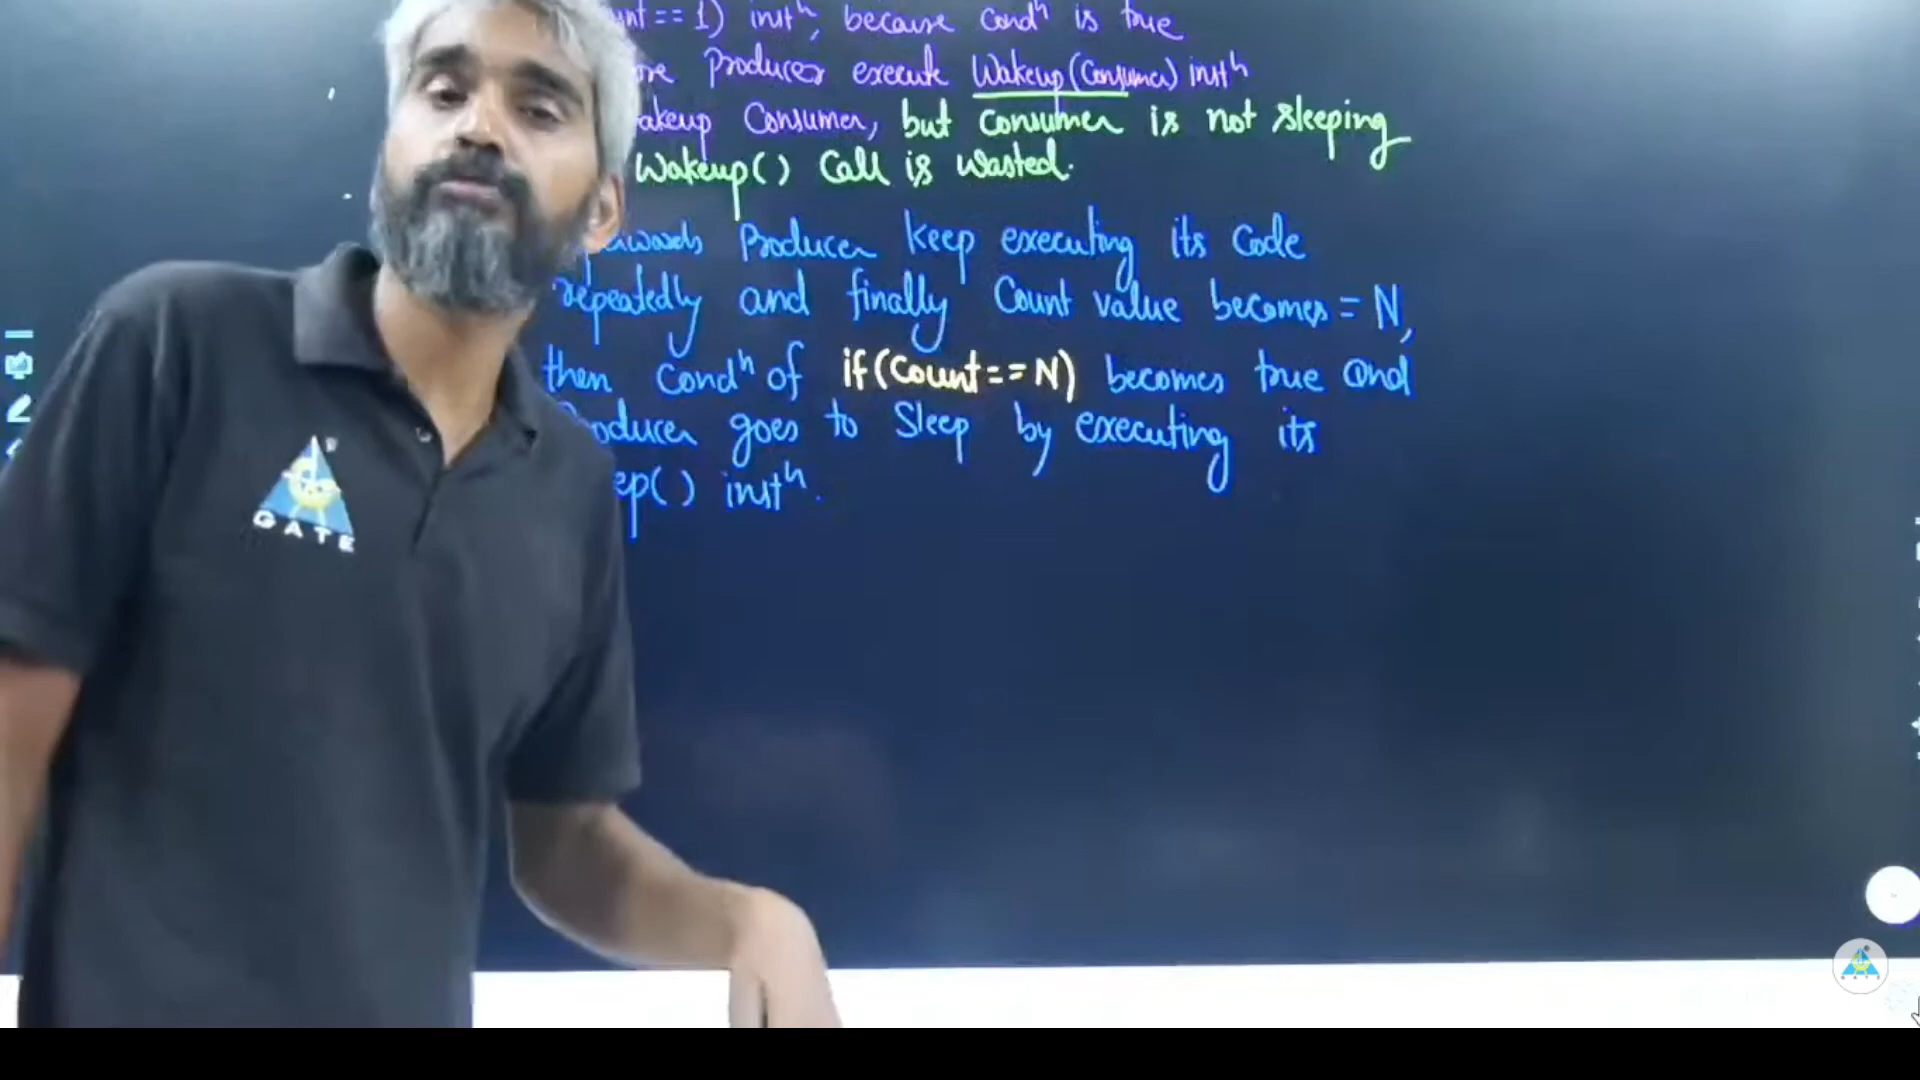 == 1) instⁿ, because condⁿ is true
Producer execute Wakeup(Consumer) instⁿ
Consumer, but consumer is not sleeping
Wakeup() Call is wasted.
Producer keep executing its Code
repeatedly and finally Count value becomes = N,
then condⁿ of if(Count==N) becomes true and
goes to Sleep by executing its
instⁿ.
GATE